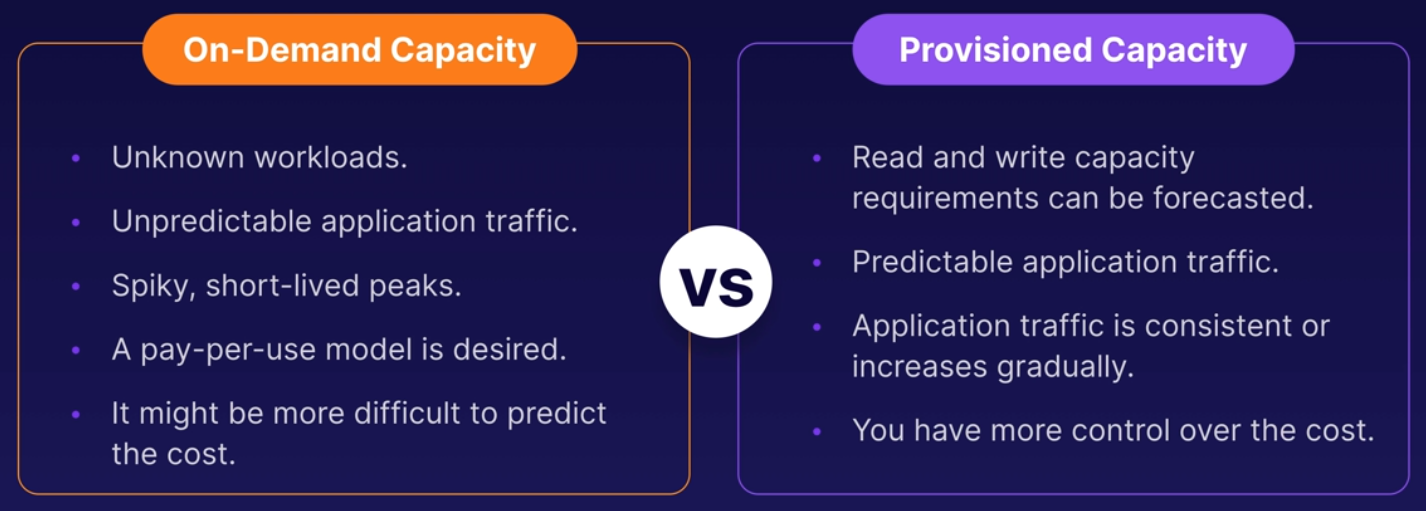 On-Demand Capacity
Unknown workloads.
Unpredictable application traffic.
Spiky, short-lived peaks.
A pay-per-use model is desired.
It might be more difficult to predict
the cost.
vs
Provisioned Capacity
Read and write capacity
requirements can be forecasted.
Predictable application traffic.
Application traffic is consistent or
increases gradually.
You have more control over the cost.